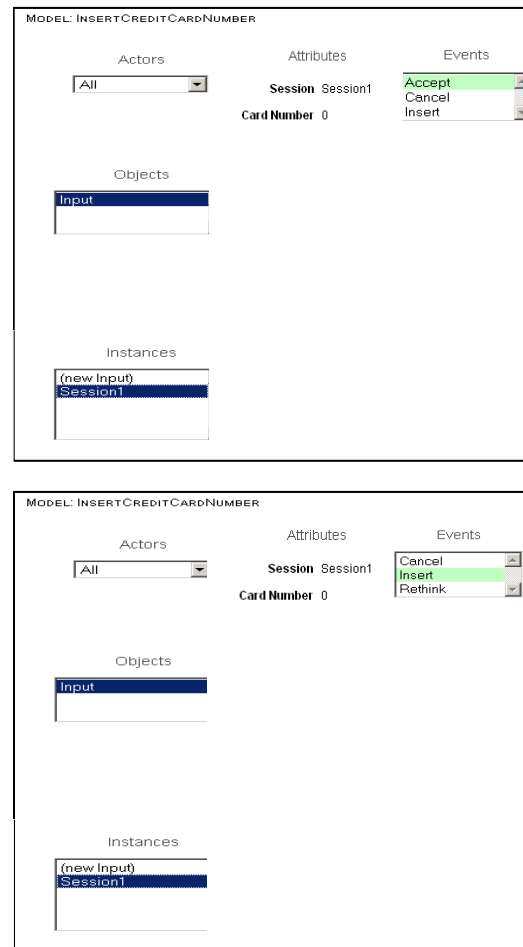 MODEL: INSERTCREDITCARDNUMBER
Actors
All
Attributes
Session Session1
Card Number 0
Events
Accept
Cancel
Insert
Objects
Input
Instances
(new Input)
Session1
MODEL: INSERTCREDITCARDNUMBER
Actors
All
Attributes
Session Session1
Card Number 0
Events
Cancel
Insert
Rethink
Objects
Input
Instances
(new Input)
Session1